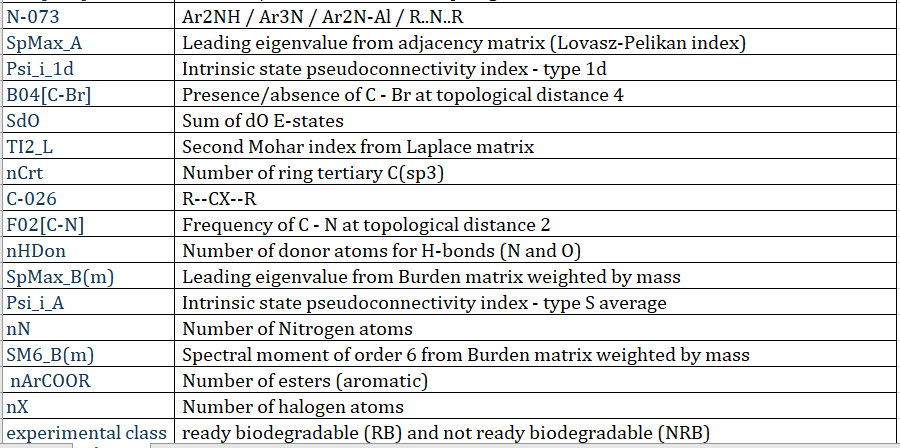 N-073 Ar2NH / Ar3N / Ar2N-Al / R..N..R
SpMax_A Leading eigenvalue from adjacency matrix (Lovasz-Pelikan index)
Psi_i_1d Intrinsic state pseudoconnectivity index - type 1d
B04[C-Br] Presence/absence of C - Br at topological distance 4
SdO Sum of dO E-states
TI2_L Second Mohar index from Laplace matrix
nCrt Number of ring tertiary C(sp3)
C-026 R--CX--R
F02[C-N] Frequency of C - N at topological distance 2
nHDon Number of donor atoms for H-bonds (N and O)
SpMax_B(m) Leading eigenvalue from Burden matrix weighted by mass
Psi_i_A Intrinsic state pseudoconnectivity index - type S average
nN Number of Nitrogen atoms
SM6_B(m) Spectral moment of order 6 from Burden matrix weighted by mass
nArCOOR Number of esters (aromatic)
nX Number of halogen atoms
experimental class ready biodegradable (RB) and not ready biodegradable (NRB)